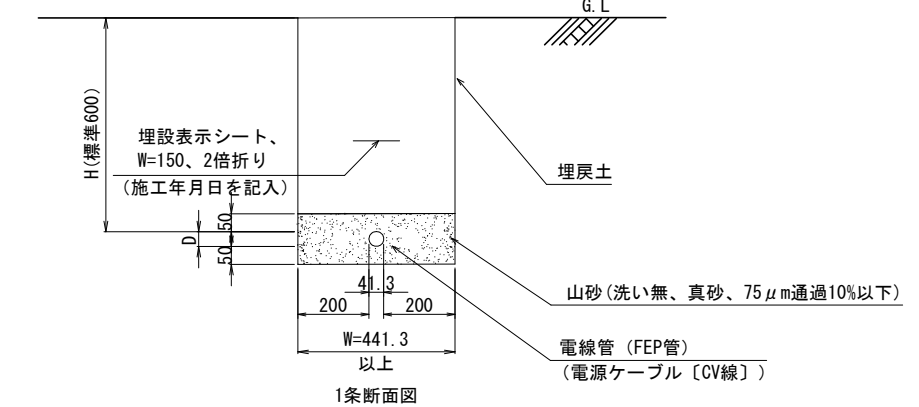 G.L
H(標準600)
埋設表示シート、
W=150、2倍折り
(施工年月日を記入)
埋戻土
50
D
50
41.3
200
200
山砂(洗い無、真砂、75μm通過10%以下)
W=441.3
以上
電線管（FEP管）
(電源ケーブル〔CV線〕)
1条断面図